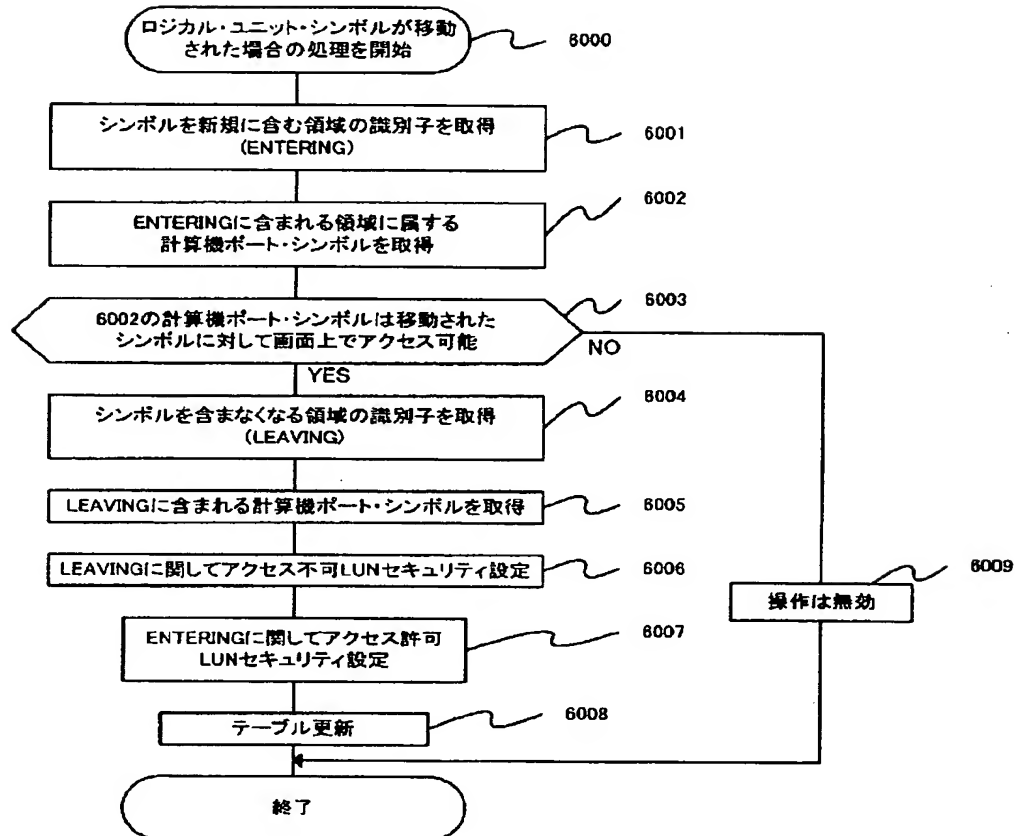 ロジカル・ユニット・シンボルが移動
された場合の処理を開始
6000
シンボルを新規に含む領域の識別子を取得
(ENTERING)
6001
ENTERINGに含まれる領域に属する
計算機ポート・シンボルを取得
6002
6002の計算機ポート・シンボルは移動された
シンボルに対して画面上でアクセス可能
6003
NO
YES
シンボルを含まなくなる領域の識別子を取得
(LEAVING)
6004
LEAVINGに含まれる計算機ポート・シンボルを取得
6005
LEAVINGに関してアクセス不可LUNセキュリティ設定
6006
操作は無効
6009
ENTERINGに関してアクセス許可
LUNセキュリティ設定
6007
テーブル更新
6008
終了